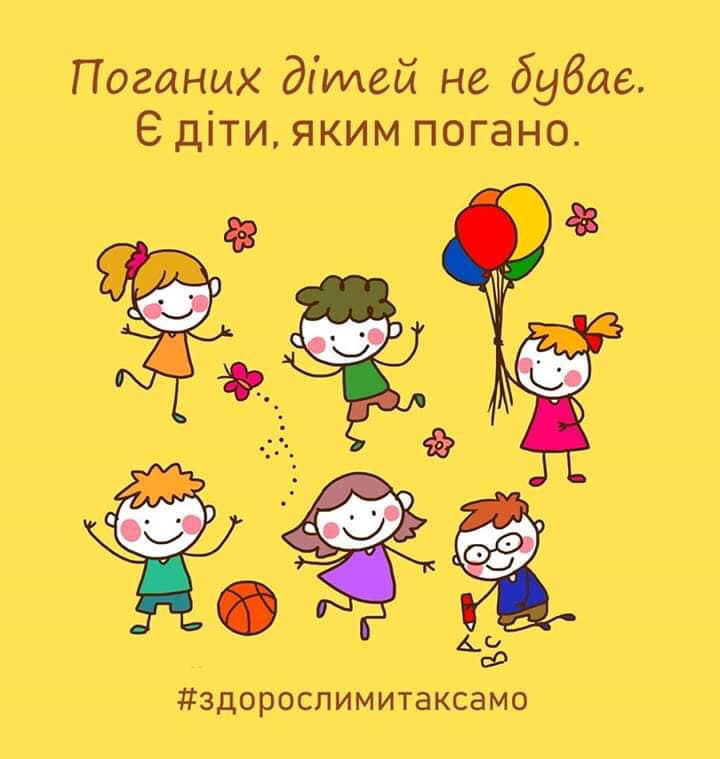 Поганих дітей не буває.
Є діти, яким погано.
A
B C
#здорослимитаксамо